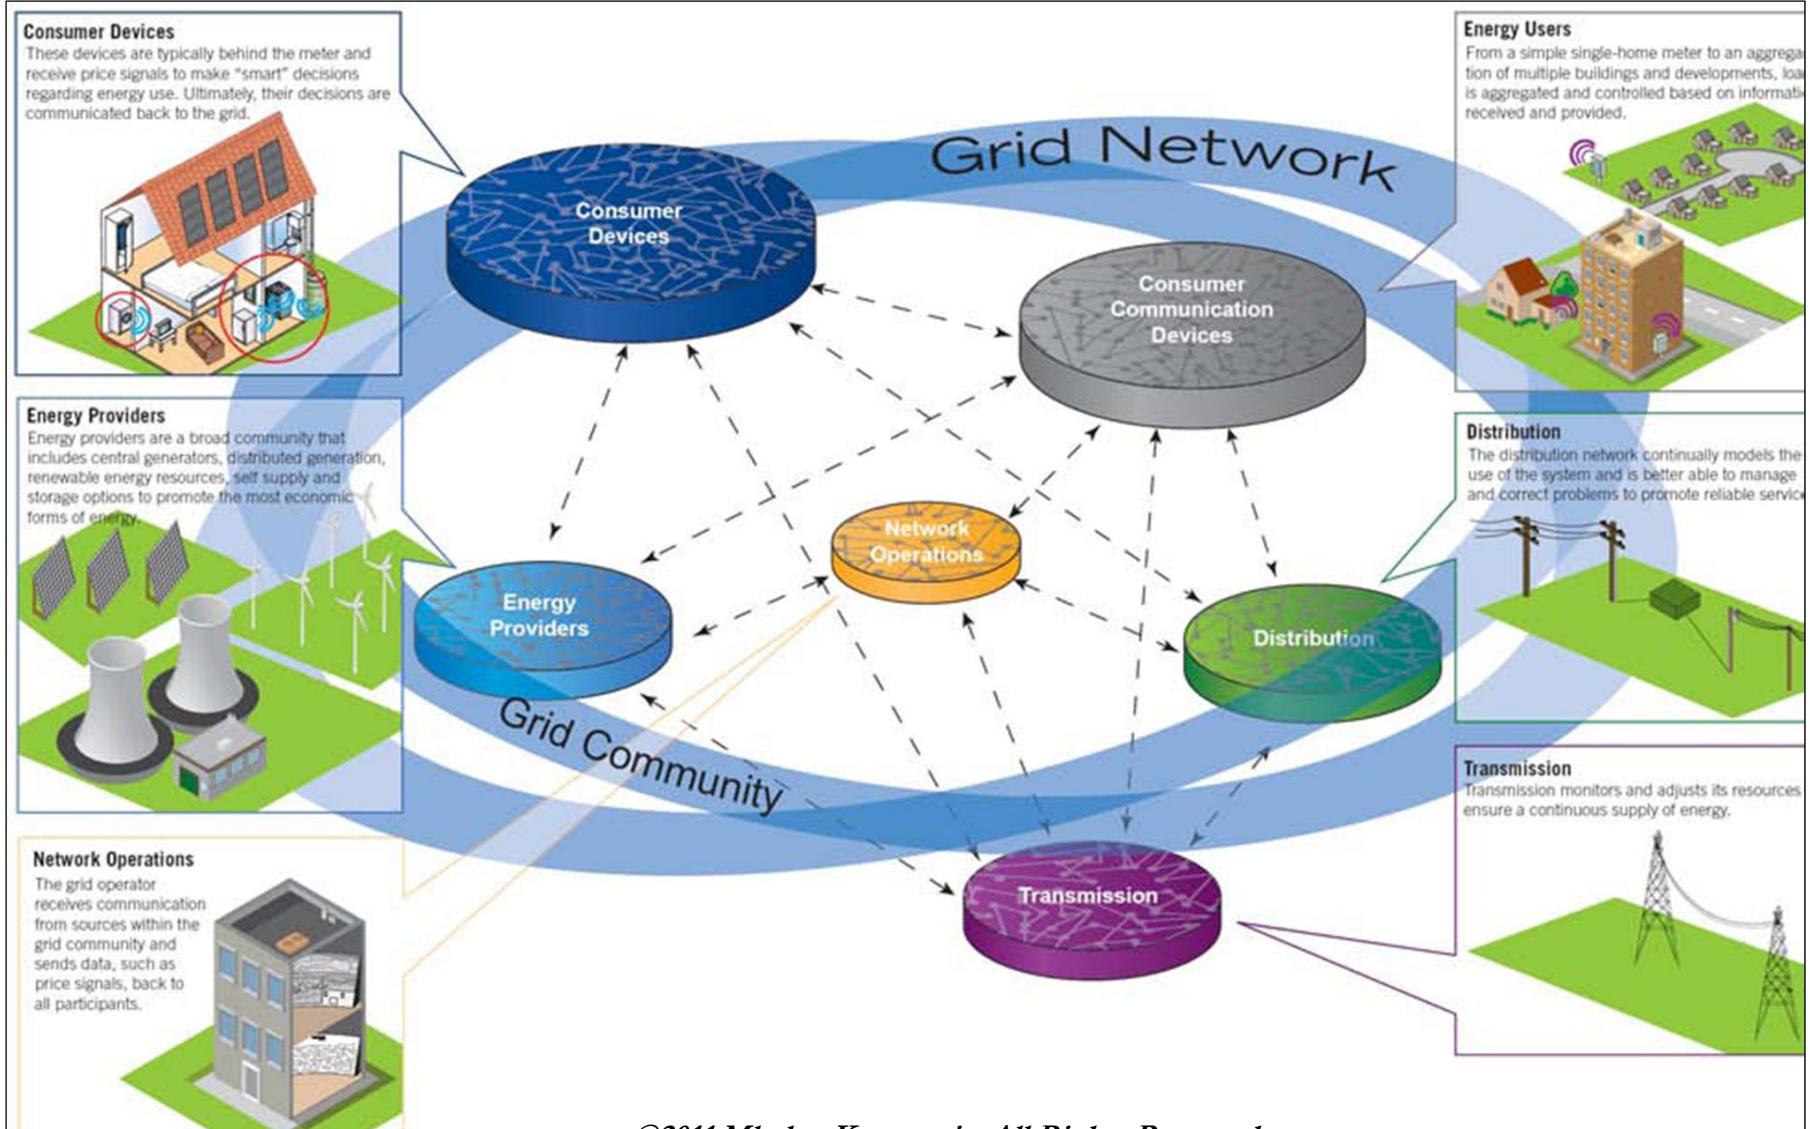 Consumer Devices
These devices are typically behind the meter and
receive price signals to make “smart” decisions
regarding energy use. Ultimately, their decisions are
communicated back to the grid.
Energy Providers
Energy providers are a broad community that
includes central generators, distributed generation,
renewable energy resources, self supply and
storage options to promote the most economic
forms of energy.
Network Operations
The grid operator
receives communication
from sources within the
grid community and
sends data, such as
price signals, back to
all participants.
Grid Network
Consumer
Devices
Consumer
Communication
Devices
Network
Operations
Energy
Providers
Distribution
Grid Community
Transmission
Energy Users
From a simple single-home meter to an aggrega
tion of multiple buildings and developments, loa
is aggregated and controlled based on informati
received and provided.
Distribution
The distribution network continually models the
use of the system and is better able to manage
and correct problems to promote reliable servic
Transmission
Transmission monitors and adjusts its resources
ensure a continuous supply of energy.